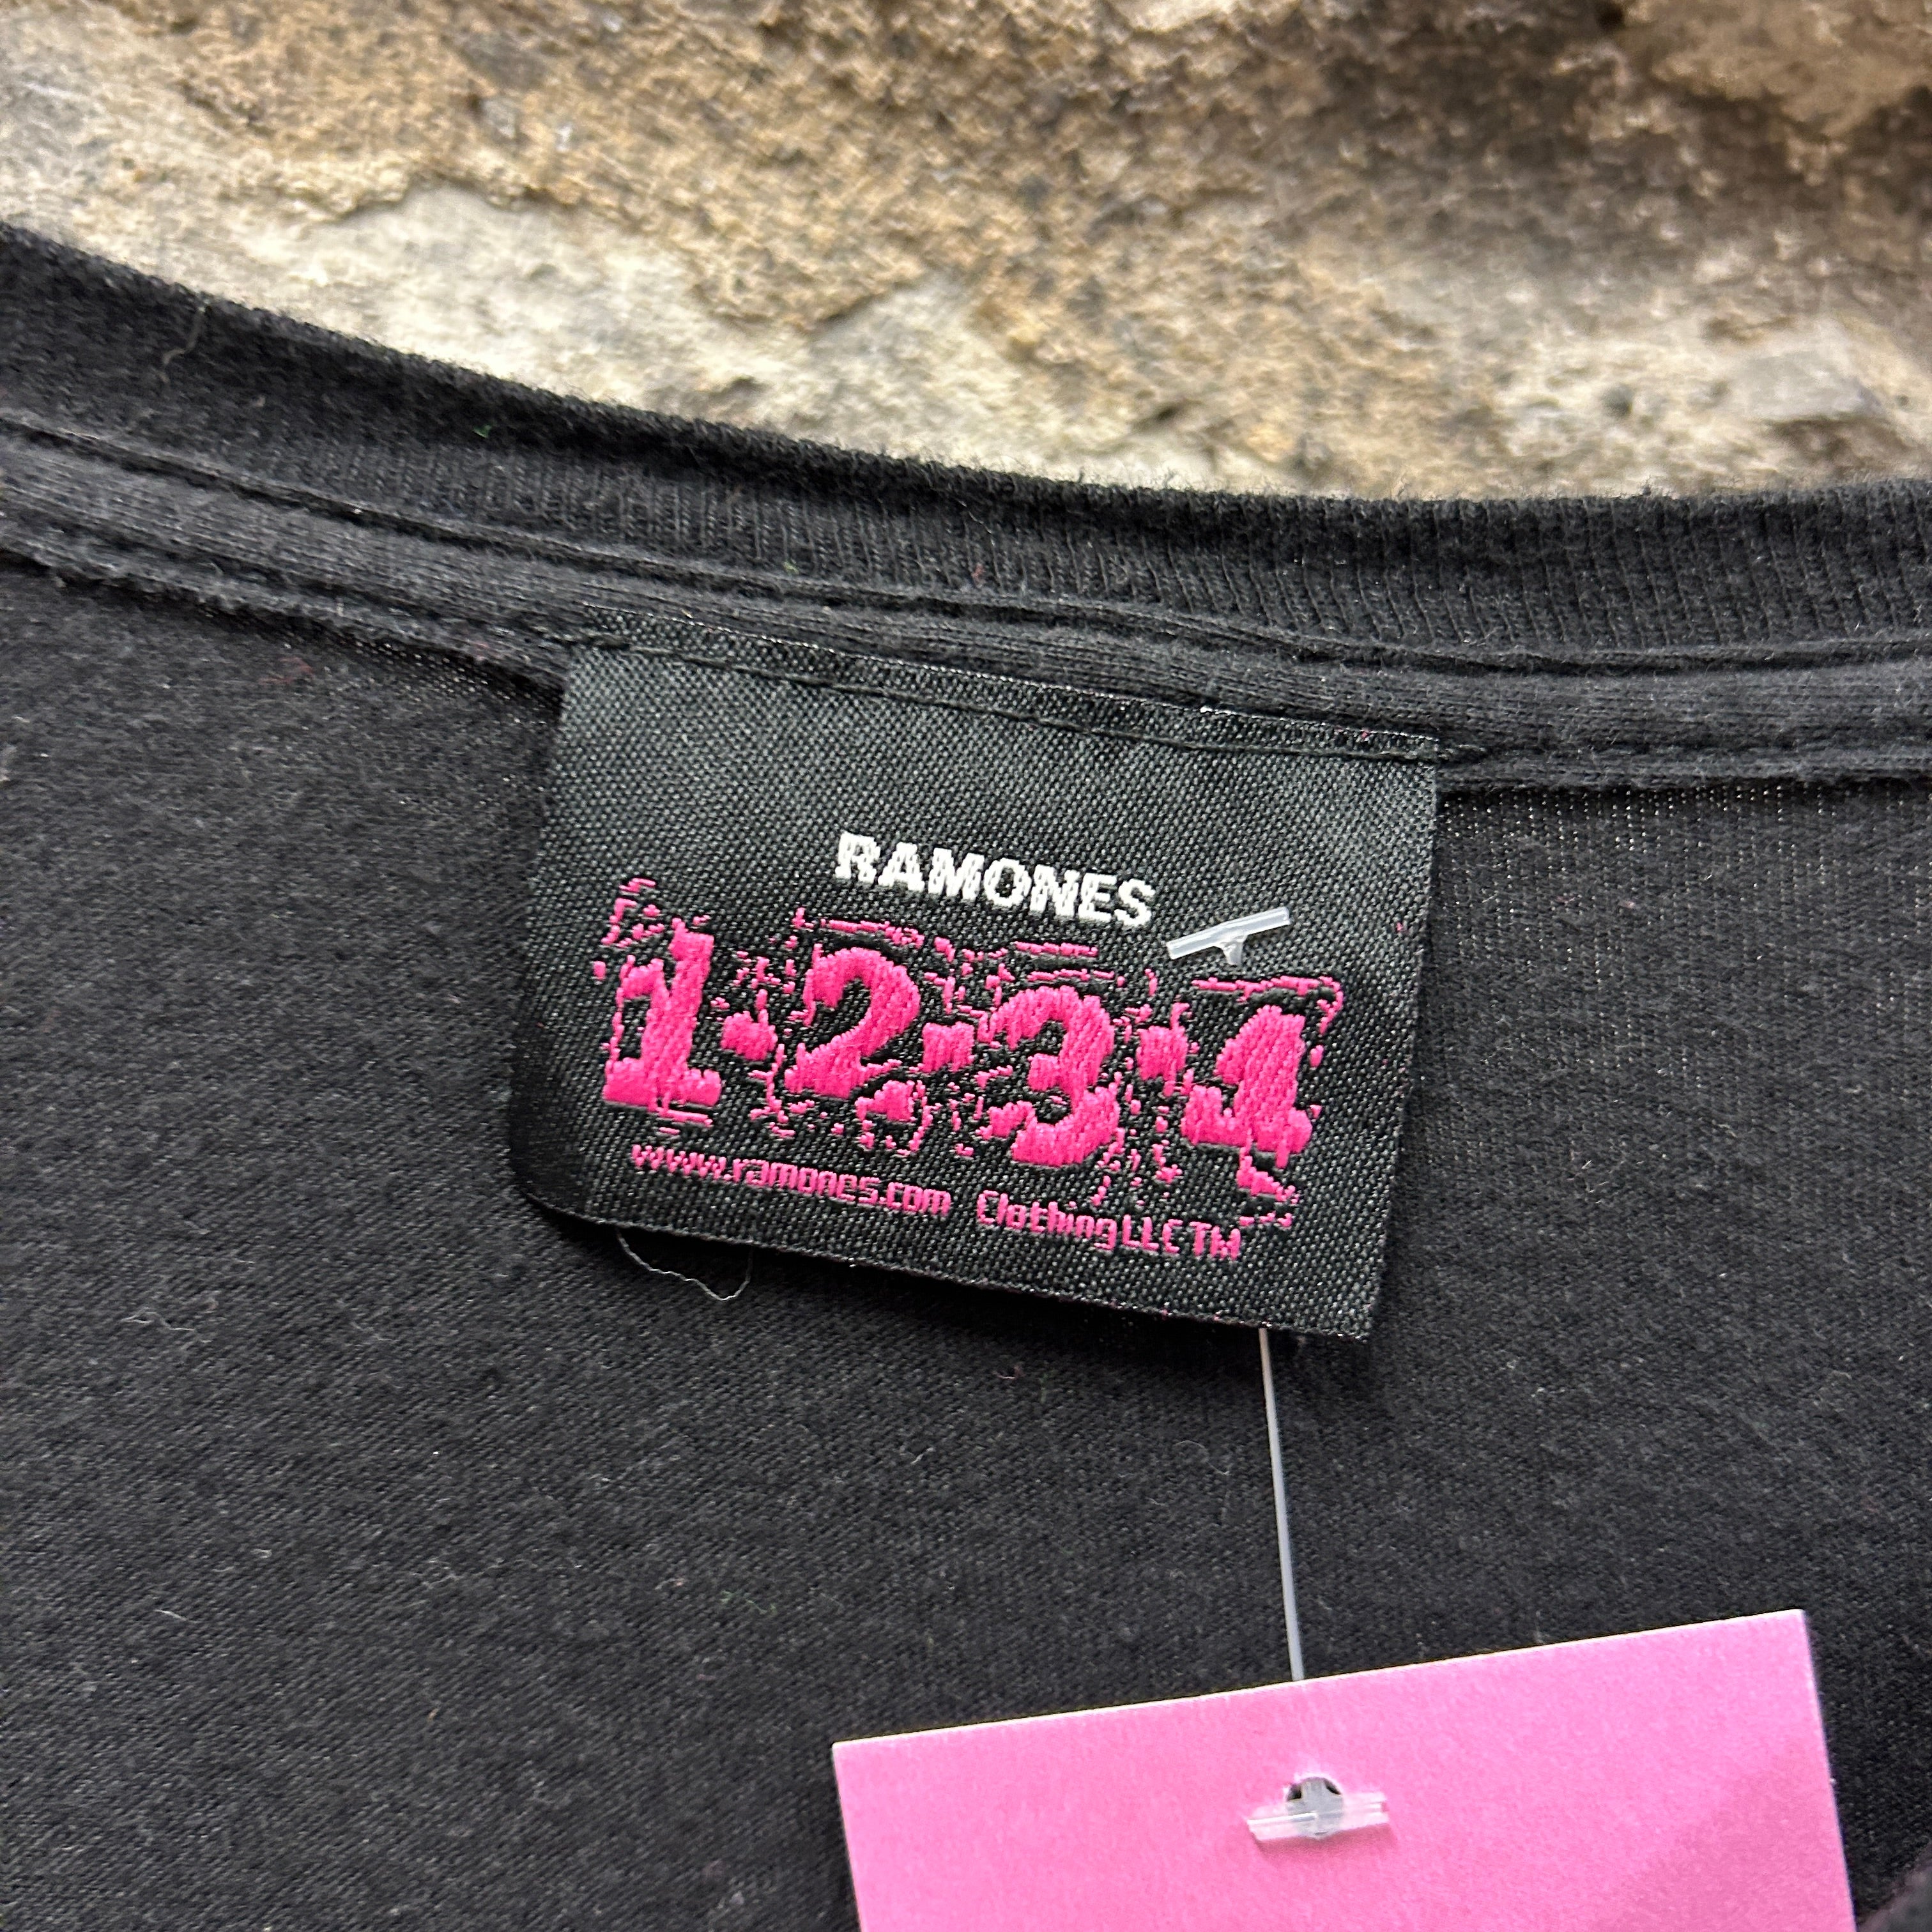 RAMONES
1-2-3-4
www.ramones.com Clothing LLC TM